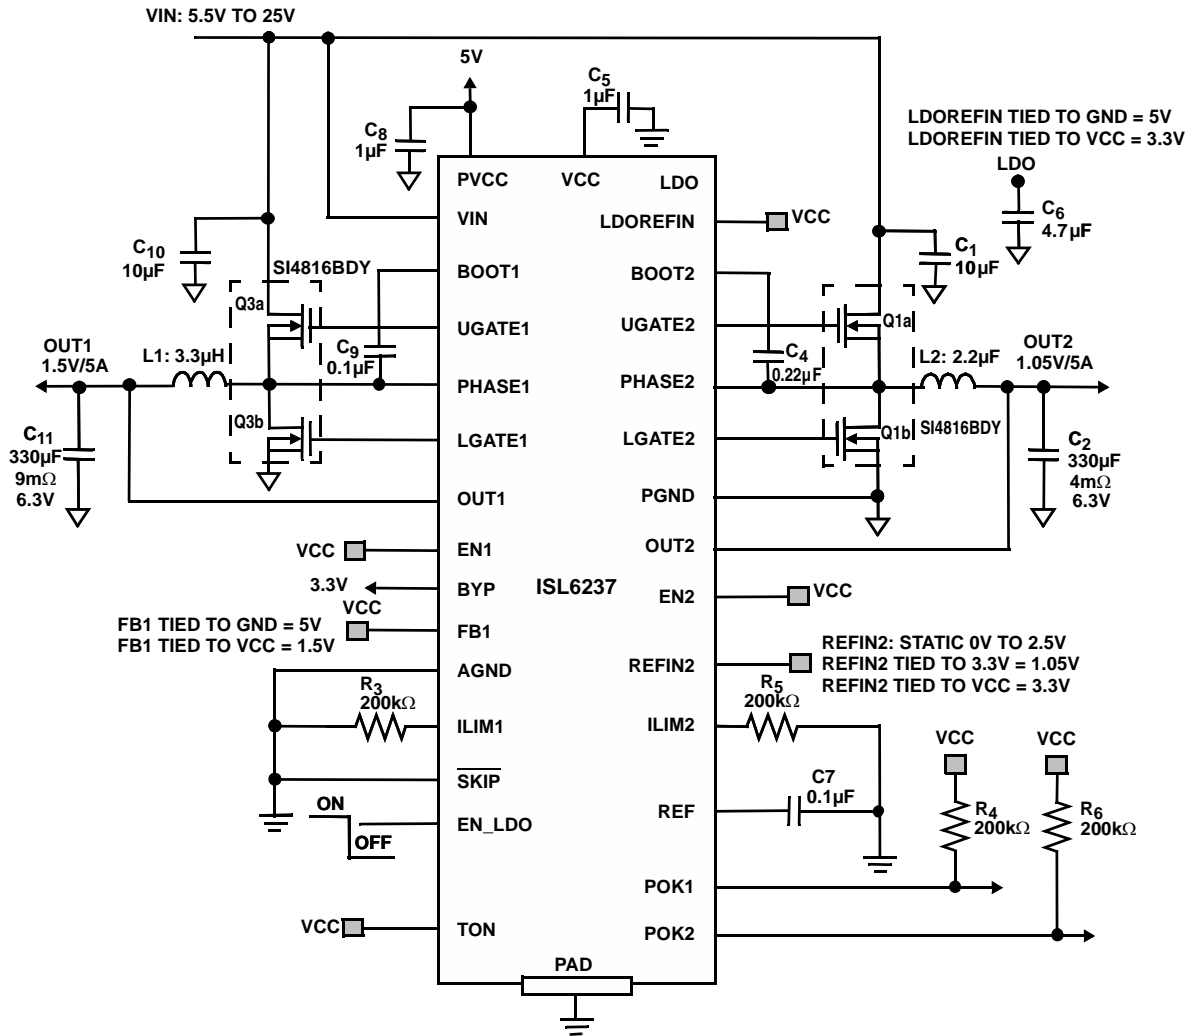 VIN: 5.5V TO 25V
5V
C5
1µF
C8
1µF
LDOREFIN TIED TO GND = 5V
LDOREFIN TIED TO VCC = 3.3V
LDO
C6
4.7µF
PVCC
VCC
LDO
VIN
LDOREFIN
VCC
C10
10µF
SI4816BDY
BOOT1
BOOT2
C1
10µF
Q3a
Q1a
UGATE1
UGATE2
OUT1
1.5V/5A
L1: 3.3µH
C9
0.1µF
C4
0.22µF
L2: 2.2µF
OUT2
1.05V/5A
PHASE1
PHASE2
Q3b
Q1b
SI4816BDY
C11
330µF
9mΩ
6.3V
LGATE1
LGATE2
C2
330µF
4mΩ
6.3V
OUT1
PGND
VCC
EN1
OUT2
3.3V
BYP
ISL6237
EN2
VCC
VCC
FB1 TIED TO GND = 5V
FB1 TIED TO VCC = 1.5V
FB1
REFIN2: STATIC 0V TO 2.5V
REFIN2 TIED TO 3.3V = 1.05V
REFIN2 TIED TO VCC = 3.3V
AGND
REFIN2
R3
200kΩ
R5
200kΩ
ILIM1
ILIM2
VCC
VCC
SKIP
C7
0.1µF
ON
OFF
EN_LDO
REF
R4
200kΩ
R6
200kΩ
POK1
VCC
TON
POK2
PAD